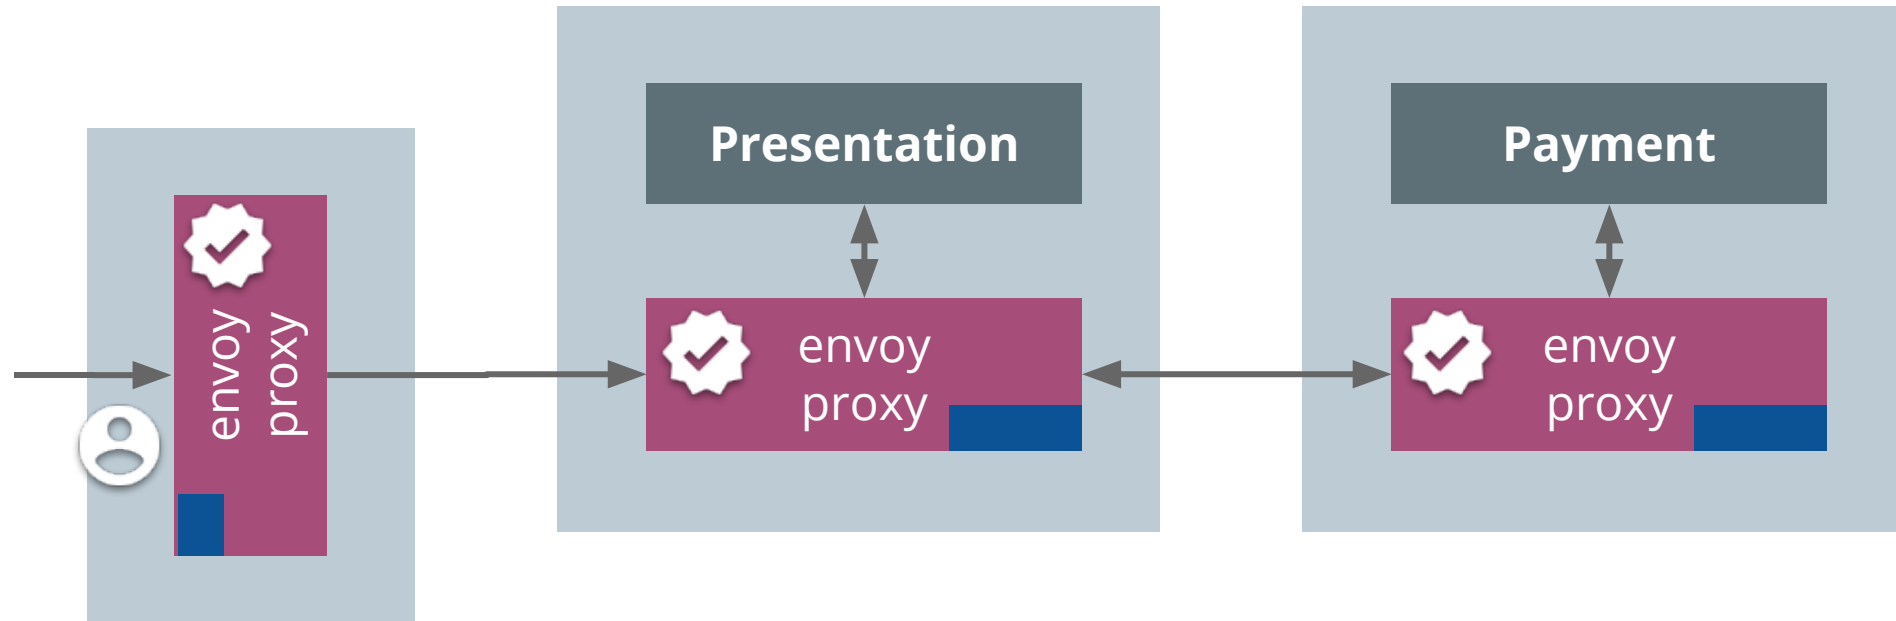 envoy
proxy
Presentation
envoy
proxy
Payment
envoy
proxy